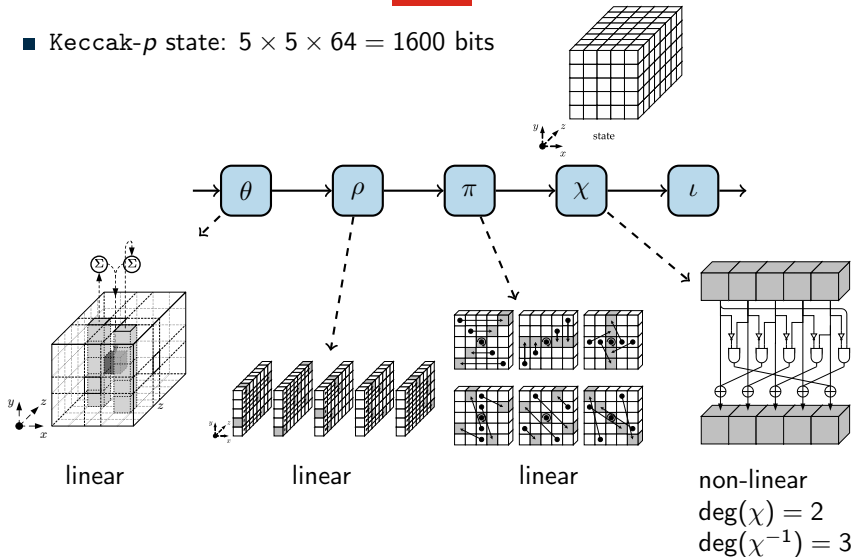 Keccak-p state: 5 × 5 × 64 = 1600 bits
y
z
x
state
θ
ρ
π
χ
ι
Σ
Σ
y
z
x
z
y
z
x
linear
linear
linear
non-linear
deg(χ) = 2
deg(χ⁻¹) = 3